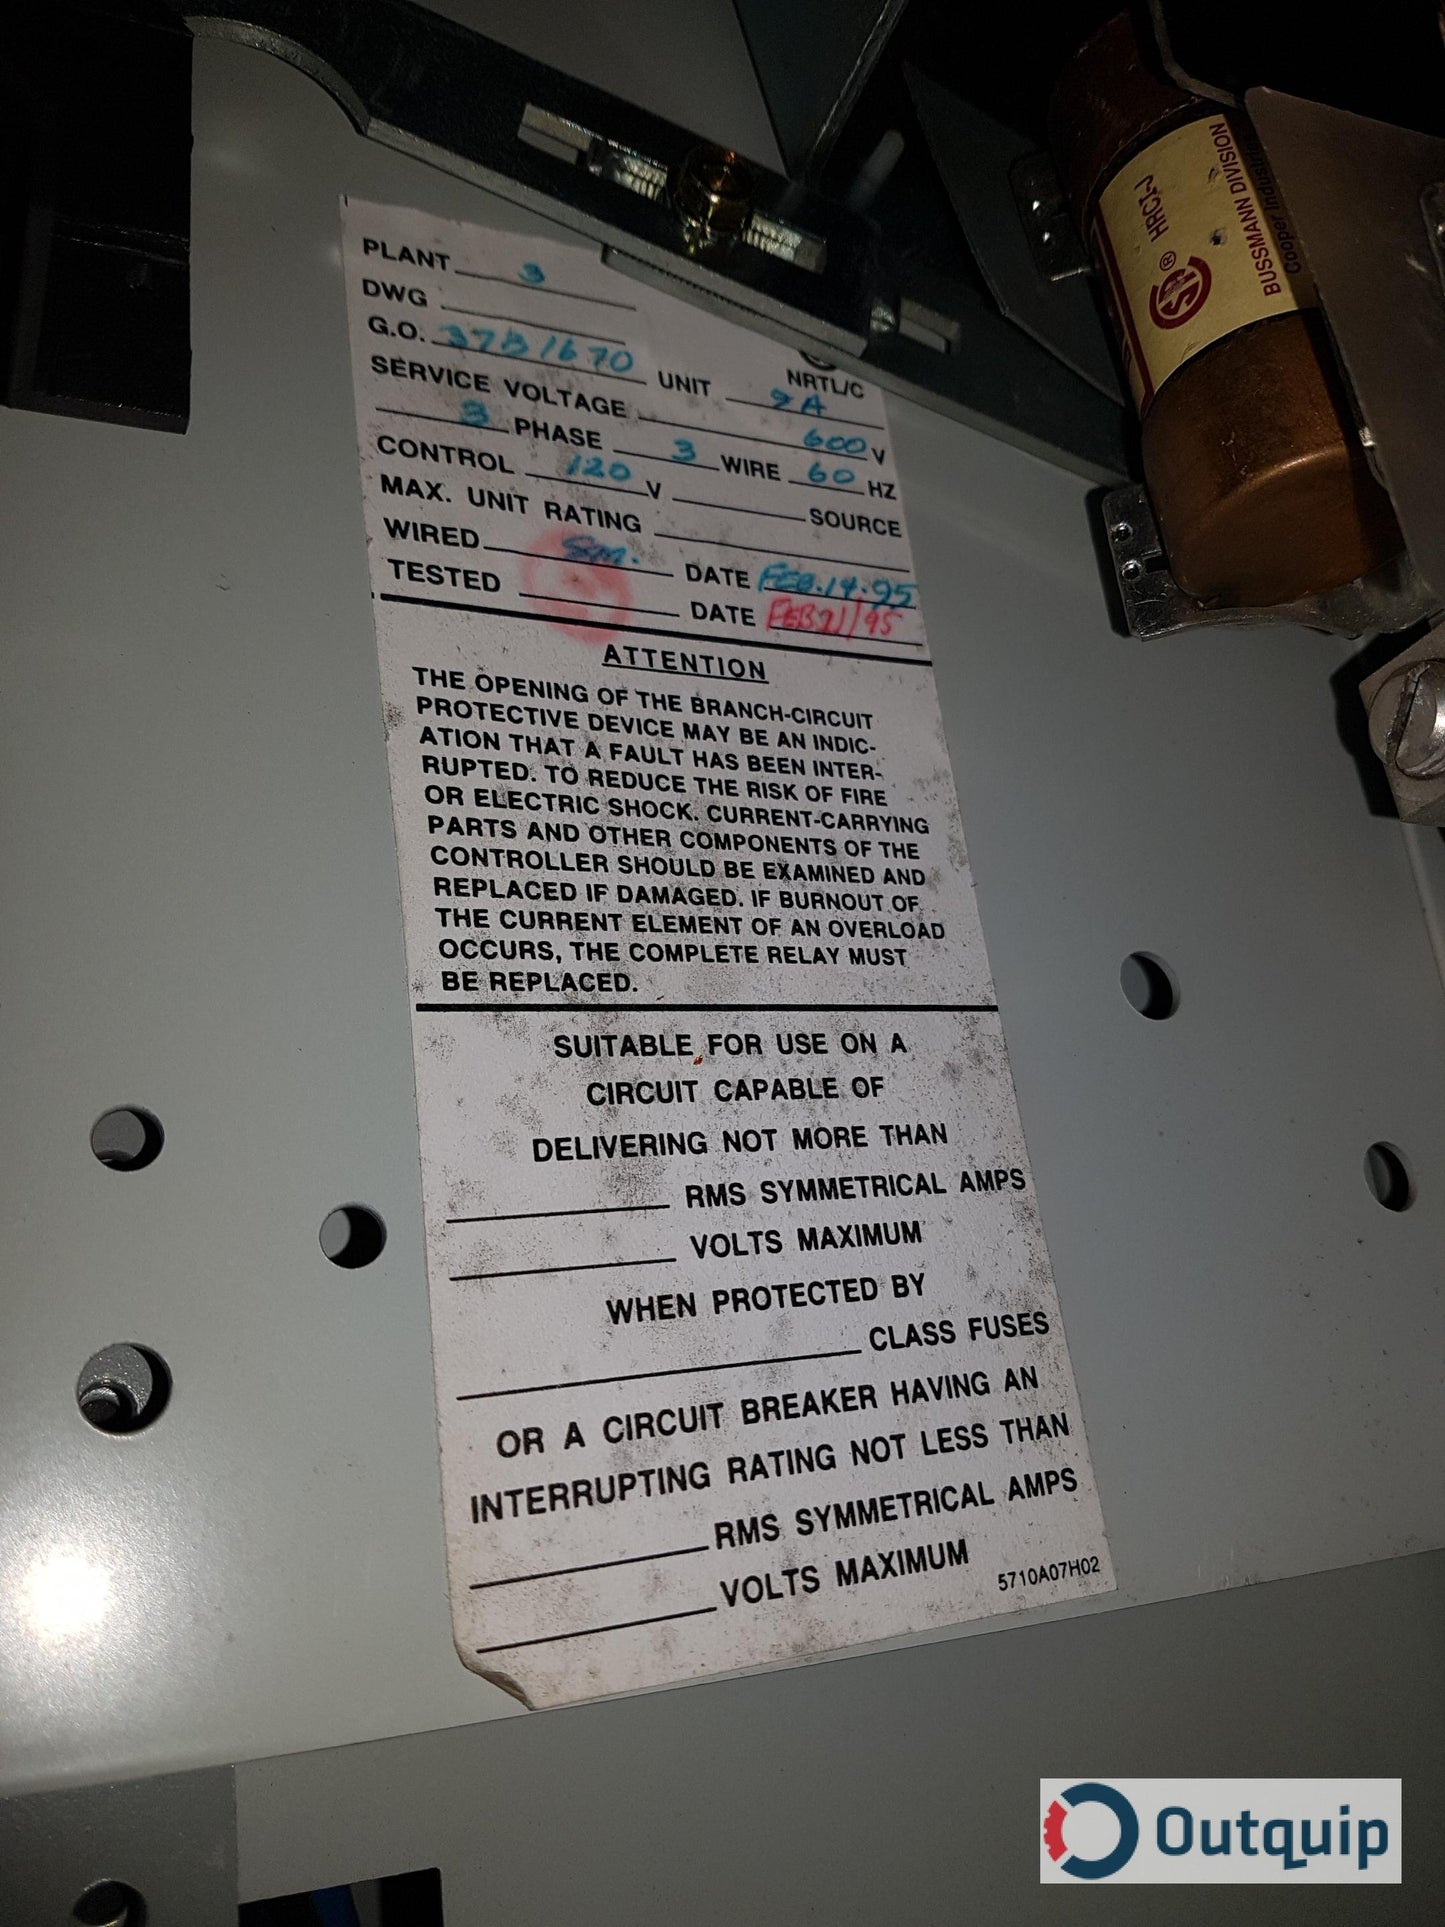 PLANT 3
DWG
G.O. 37B1670 UNIT 2A
NRTL/C
SERVICE VOLTAGE 600 V
3 PHASE 3 WIRE 60 HZ
CONTROL 120 V SOURCE
MAX. UNIT RATING
WIRED SM. DATE FEB.14.95
TESTED DATE FEB21/95
ATTENTION
THE OPENING OF THE BRANCH-CIRCUIT
PROTECTIVE DEVICE MAY BE AN INDIC-
ATION THAT A FAULT HAS BEEN INTER-
RUPTED. TO REDUCE THE RISK OF FIRE
OR ELECTRIC SHOCK. CURRENT-CARRYING
PARTS AND OTHER COMPONENTS OF THE
CONTROLLER SHOULD BE EXAMINED AND
REPLACED IF DAMAGED. IF BURNOUT OF
THE CURRENT ELEMENT OF AN OVERLOAD
OCCURS, THE COMPLETE RELAY MUST
BE REPLACED.
SUITABLE FOR USE ON A
CIRCUIT CAPABLE OF
DELIVERING NOT MORE THAN
RMS SYMMETRICAL AMPS
VOLTS MAXIMUM
WHEN PROTECTED BY
CLASS FUSES
OR A CIRCUIT BREAKER HAVING AN
INTERRUPTING RATING NOT LESS THAN
RMS SYMMETRICAL AMPS
VOLTS MAXIMUM
5710A07H02
HRCI-J
BUSSMANN DIVISION
Cooper
Outquip